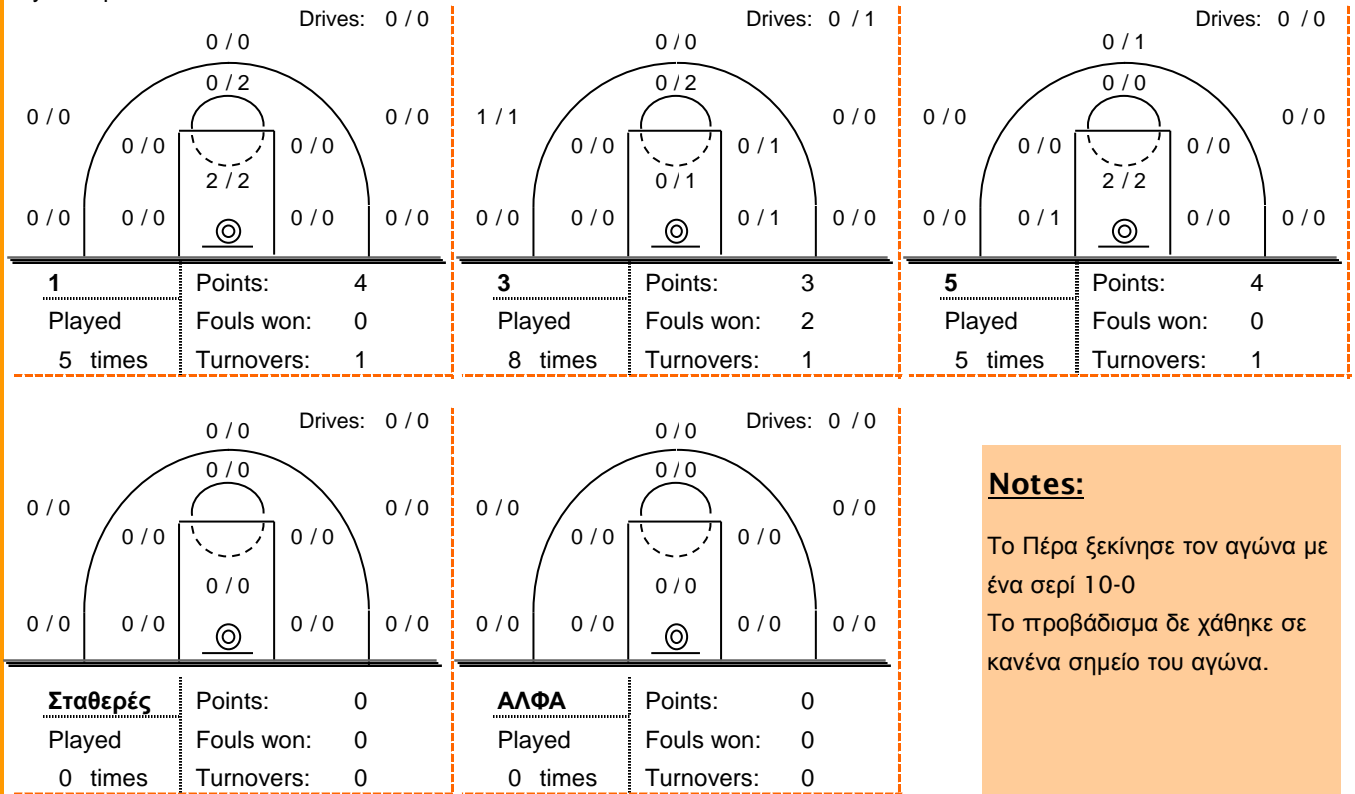 Drives: 0 / 0
0 / 0
0 / 2
0 / 0
0 / 0
0 / 0
0 / 0
2 / 2
0 / 0
0 / 0
0 / 0
0 / 0
1
Points: 4
Played
Fouls won: 0
5 times
Turnovers: 1
Drives: 0 / 1
0 / 0
0 / 2
1 / 1
0 / 0
0 / 0
0 / 1
0 / 1
0 / 0
0 / 0
0 / 1
0 / 0
3
Points: 3
Played
Fouls won: 2
8 times
Turnovers: 1
Drives: 0 / 0
0 / 1
0 / 0
0 / 0
0 / 0
0 / 0
0 / 0
2 / 2
0 / 0
0 / 1
0 / 0
0 / 0
5
Points: 4
Played
Fouls won: 0
5 times
Turnovers: 1
Drives: 0 / 0
0 / 0
0 / 0
0 / 0
0 / 0
0 / 0
0 / 0
0 / 0
0 / 0
0 / 0
0 / 0
0 / 0
Σταθερές
Points: 0
Played
Fouls won: 0
0 times
Turnovers: 0
Drives: 0 / 0
0 / 0
0 / 0
0 / 0
0 / 0
0 / 0
0 / 0
0 / 0
0 / 0
0 / 0
0 / 0
0 / 0
ΑΛΦΑ
Points: 0
Played
Fouls won: 0
0 times
Turnovers: 0
Notes:
Το Πέρα ξεκίνησε τον αγώνα με
ένα σερί 10-0
Το προβάδισμα δε χάθηκε σε
κανένα σημείο του αγώνα.